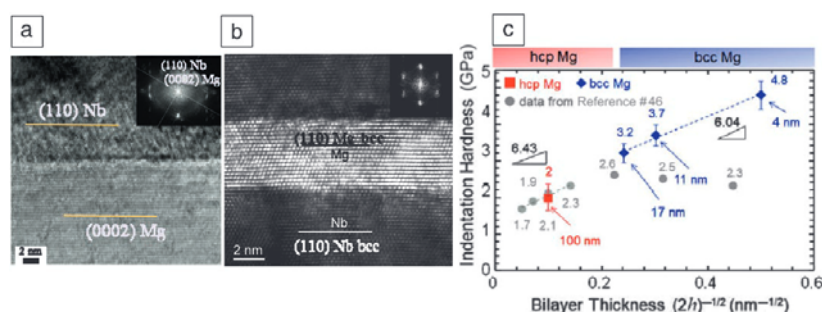 a
(110) Nb
(0002) Mg
(110) Nb
(0002) Mg
2 nm
b
(110) Mg bcc
Mg
Nb
(110) Nb bcc
2 nm
c
hcp Mg
bcc Mg
Indentation Hardness (GPa)
5
4
3
2
1
0
hcp Mg
bcc Mg
data from Reference #46
4.8
4 nm
6.04
3.7
3.2
11 nm
17 nm
6.43
2.6
2.5
2.3
2
1.9
2.3
1.7
2.1
100 nm
0
0.2
0.4
0.6
Bilayer Thickness (2h)⁻¹/² (nm⁻¹/²)